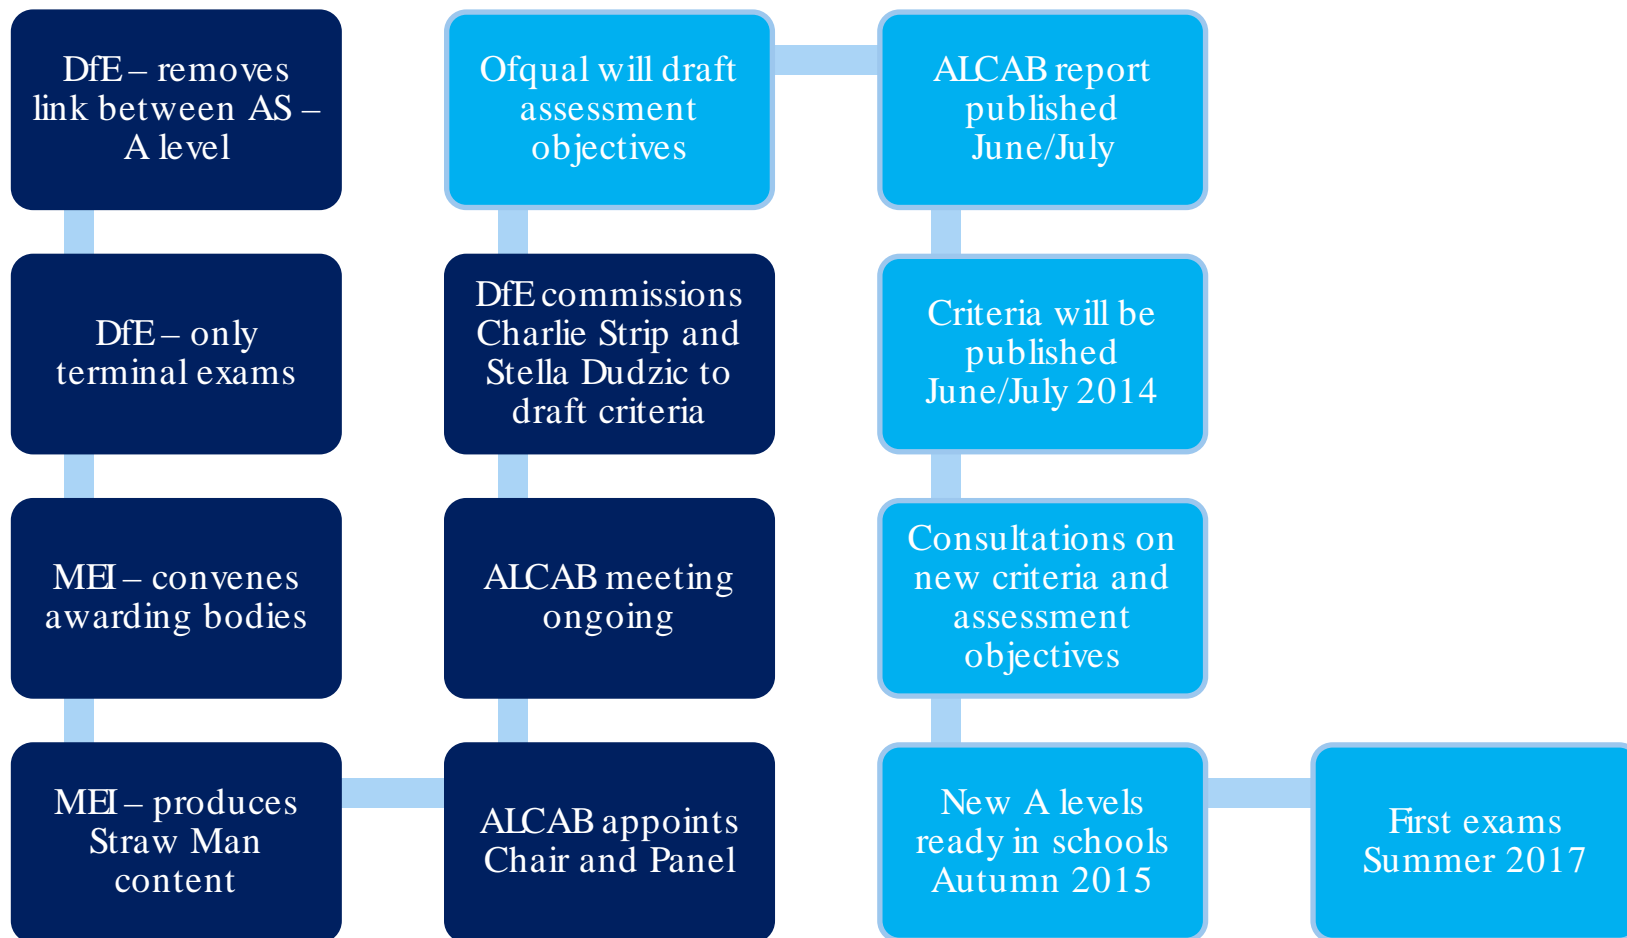 DfE – removes
link between AS –
A level
DfE – only
terminal exams
MEI – convenes
awarding bodies
MEI – produces
Straw Man
content
ALCAB appoints
Chair and Panel
ALCAB meeting
ongoing
DfE commissions
Charlie Strip and
Stella Dudzic to
draft criteria
Ofqual will draft
assessment
objectives
ALCAB report
published
June/July
Criteria will be
published
June/July 2014
Consultations on
new criteria and
assessment
objectives
New A levels
ready in schools
Autumn 2015
First exams
Summer 2017